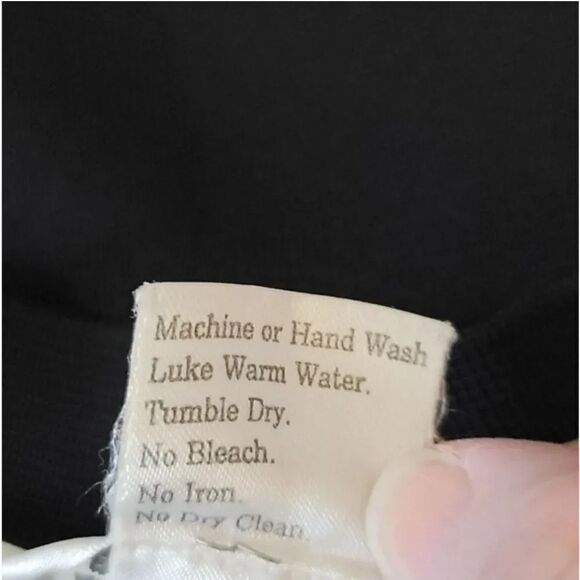 Machine or Hand Wash
Luke Warm Water.
Tumble Dry.
No Bleach.
No Iron.
No Dry Clean.